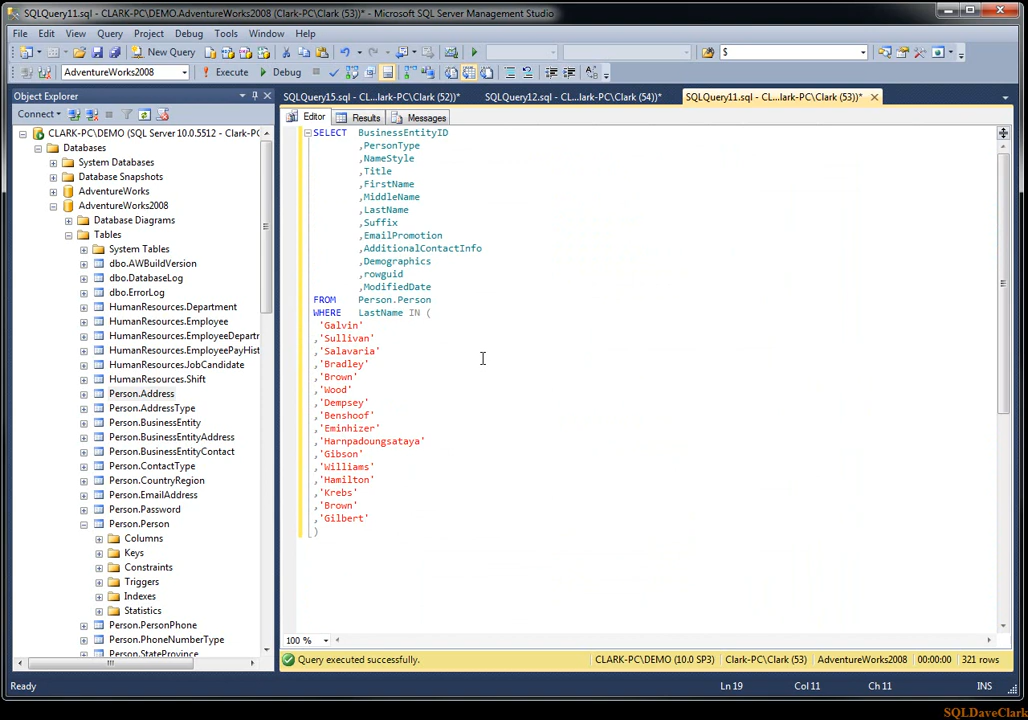 SQLQuery11.sql - CLARK-PC\DEMO.AdventureWorks2008 (Clark-PC\Clark (53))* - Microsoft SQL Server Management Studio
File Edit View Query Project Debug Tools Window Help
New Query $
AdventureWorks2008 Execute Debug
Object Explorer
Connect
CLARK-PC\DEMO (SQL Server 10.0.5512 - Clark-PC
Databases
System Databases
Database Snapshots
AdventureWorks
AdventureWorks2008
Database Diagrams
Tables
System Tables
dbo.AWBuildVersion
dbo.DatabaseLog
dbo.ErrorLog
HumanResources.Department
HumanResources.Employee
HumanResources.EmployeeDepartr
HumanResources.EmployeePayHist
HumanResources.JobCandidate
HumanResources.Shift
Person.Address
Person.AddressType
Person.BusinessEntity
Person.BusinessEntityAddress
Person.BusinessEntityContact
Person.ContactType
Person.CountryRegion
Person.EmailAddress
Person.Password
Person.Person
Columns
Keys
Constraints
Triggers
Indexes
Statistics
Person.PersonPhone
Person.PhoneNumberType
Person.StateProvince
SQLQuery15.sql - CL...lark-PC\Clark (52))* SQLQuery12.sql - CL...lark-PC\Clark (54))* SQLQuery11.sql - CL...lark-PC\Clark (53))*
Editor Results Messages
SELECT BusinessEntityID
,PersonType
,NameStyle
,Title
,FirstName
,MiddleName
,LastName
,Suffix
,EmailPromotion
,AdditionalContactInfo
,Demographics
,rowguid
,ModifiedDate
FROM Person.Person
WHERE LastName IN (
'Galvin'
,'Sullivan'
,'Salavaria'
,'Bradley'
,'Brown'
,'Wood'
,'Dempsey'
,'Benshoof'
,'Eminhizer'
,'Harnpadoungsataya'
,'Gibson'
,'Williams'
,'Hamilton'
,'Krebs'
,'Brown'
,'Gilbert'
)
100 %
Query executed successfully. CLARK-PC\DEMO (10.0 SP3) Clark-PC\Clark (53) AdventureWorks2008 00:00:00 321 rows
Ready Ln 19 Col 11 Ch 11 INS
SQLDaveClark